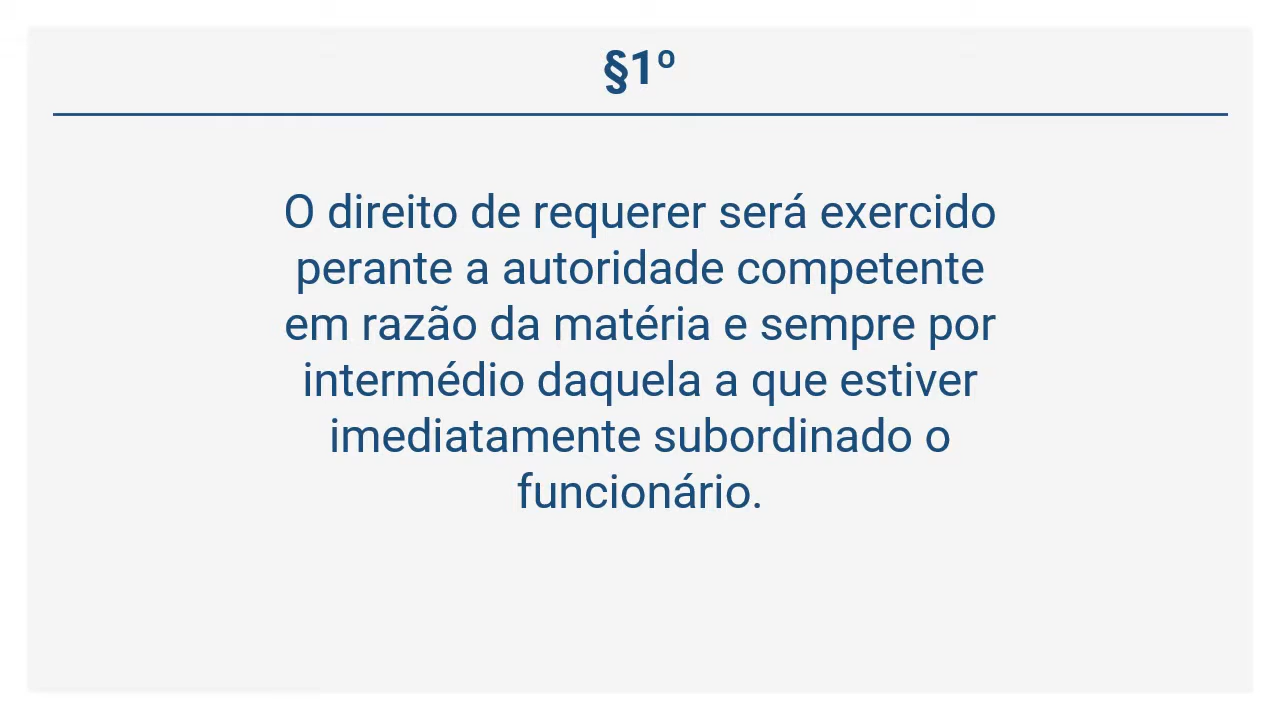 §1º
O direito de requerer será exercido
perante a autoridade competente
em razão da matéria e sempre por
intermédio daquela a que estiver
imediatamente subordinado o
funcionário.